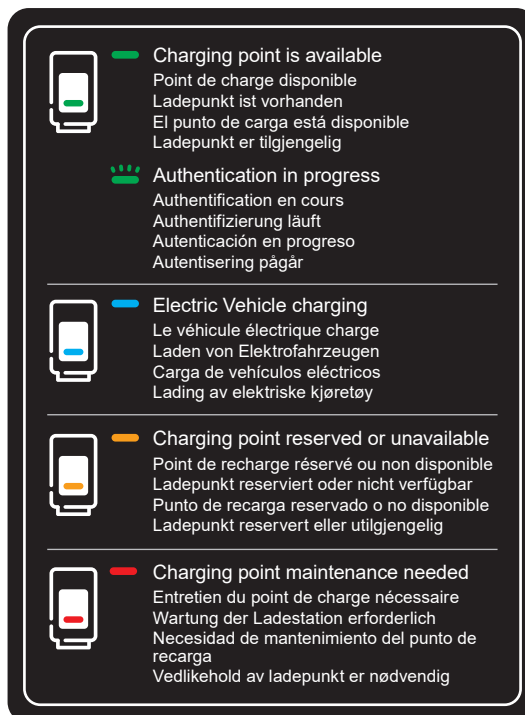 Charging point is available
Point de charge disponible
Ladepunkt ist vorhanden
El punto de carga está disponible
Ladepunkt er tilgjengelig
Authentication in progress
Authentification en cours
Authentifizierung läuft
Autenticación en progreso
Autentisering pågår
Electric Vehicle charging
Le véhicule électrique charge
Laden von Elektrofahrzeugen
Carga de vehículos eléctricos
Lading av elektriske kjøretøy
Charging point reserved or unavailable
Point de recharge réservé ou non disponible
Ladepunkt reserviert oder nicht verfügbar
Punto de recarga reservado o no disponible
Ladepunkt reservert eller utilgjengelig
Charging point maintenance needed
Entretien du point de charge nécessaire
Wartung der Ladestation erforderlich
Necesidad de mantenimiento del punto de
recarga
Vedlikehold av ladepunkt er nødvendig